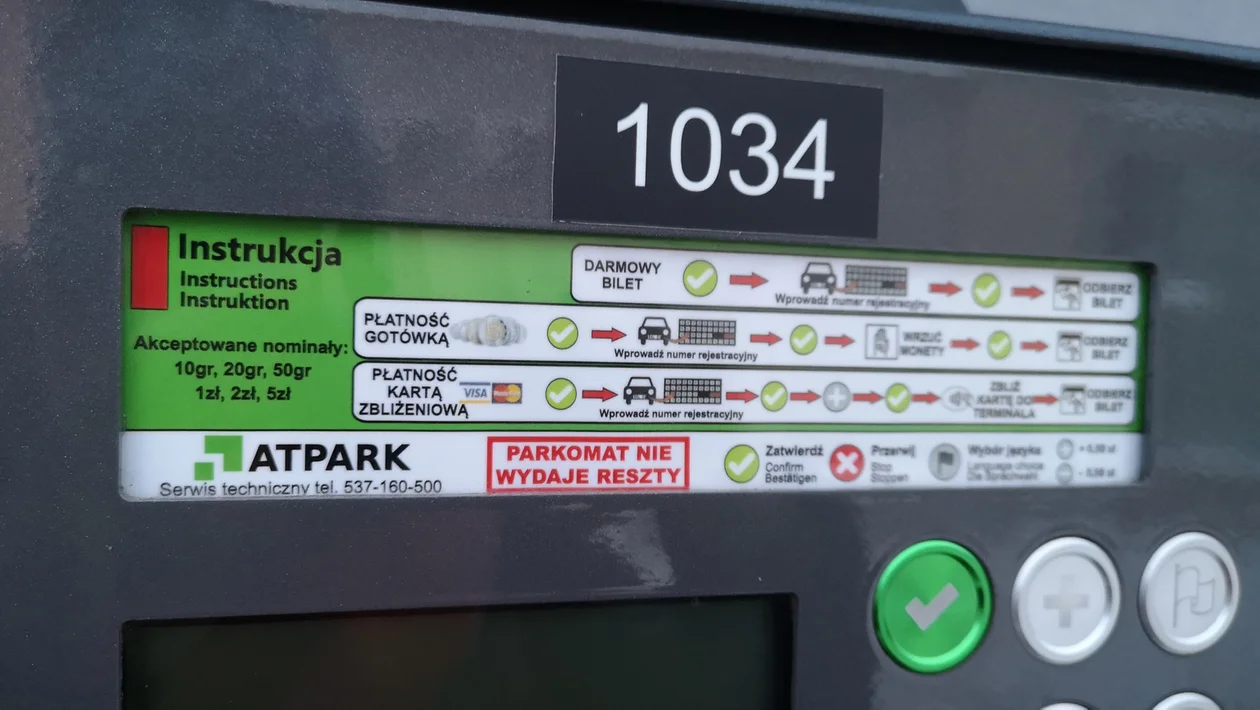 1034
Instrukcja
Instructions
Instruktion
Akceptowane nominały:
10gr, 20gr, 50gr
1zł, 2zł, 5zł
DARMOWY
BILET
Wprowadź numer rejestracyjny
ODBIERZ
BILET
PŁATNOŚĆ
GOTÓWKĄ
Wprowadź numer rejestracyjny
WRZUĆ
MONETY
ODBIERZ
BILET
PŁATNOŚĆ
KARTĄ
ZBLIŻENIOWĄ
VISA
Wprowadź numer rejestracyjny
ZBLIŻ
KARTĘ DO
TERMINALA
ODBIERZ
BILET
ATPARK
Serwis techniczny tel. 537-160-500
PARKOMAT NIE
WYDAJE RESZTY
Zatwierdź
Confirm
Bestätigen
Przerwij
Stop
Stoppen
Wybór języka
Language choice